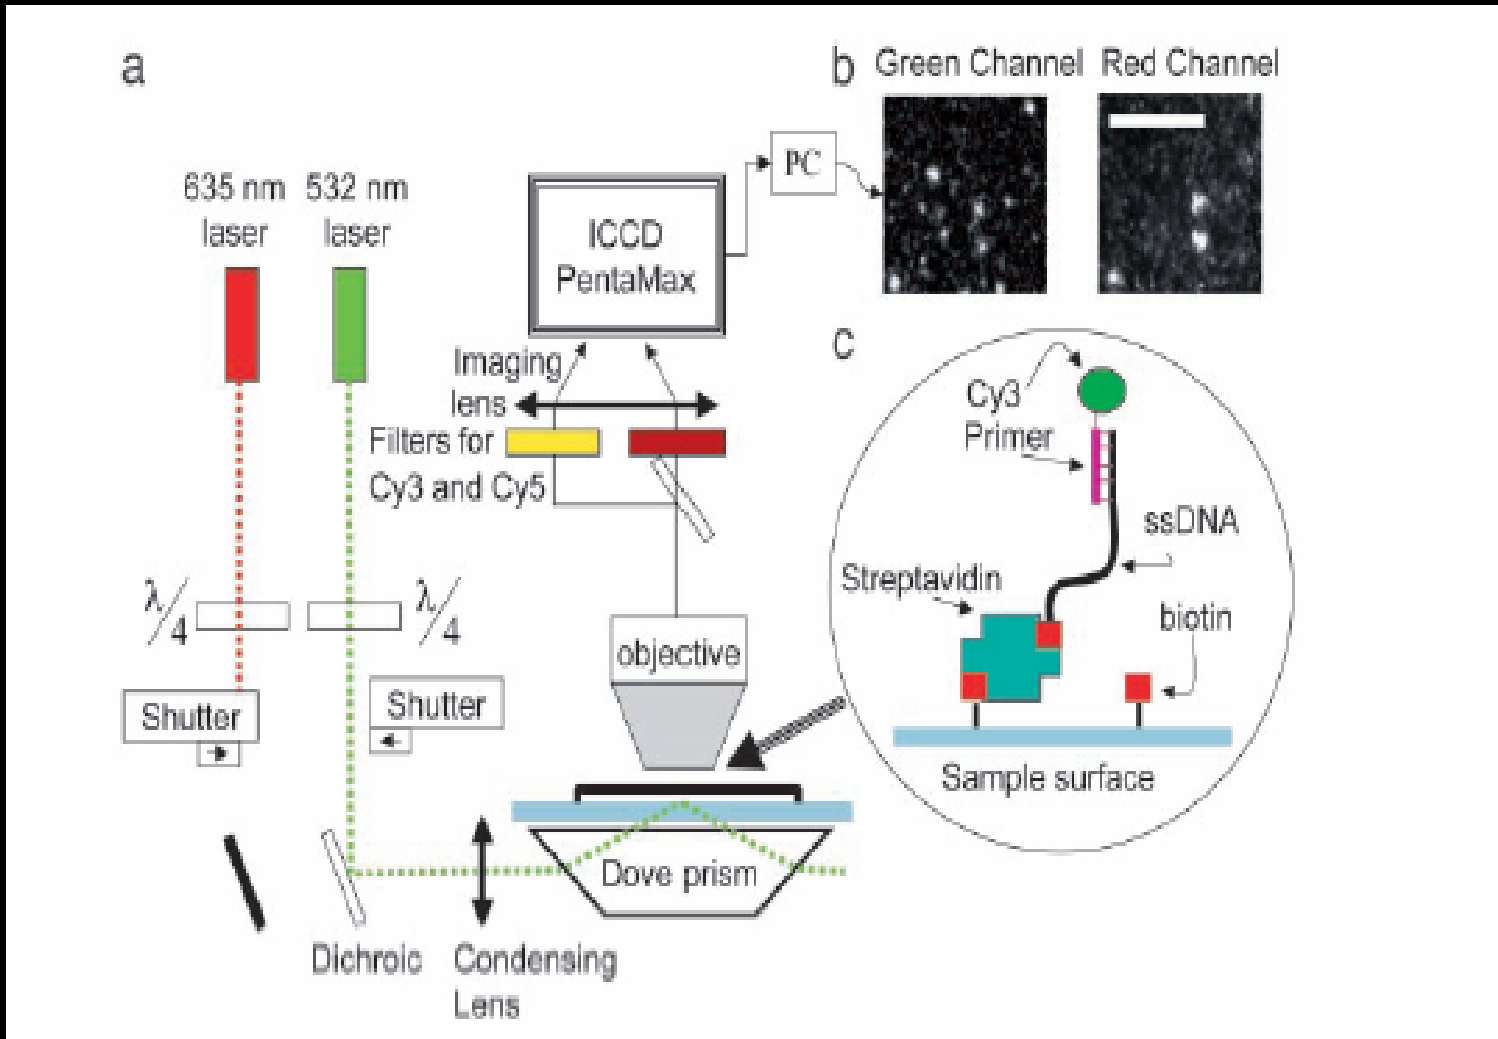 a
635 nm
laser
532 nm
laser
ICCD
PentaMax
PC
Imaging
lens
Filters for
Cy3 and Cy5
λ/4
λ/4
objective
Shutter
Shutter
Dove prism
Dichroic
Condensing
Lens
b
Green Channel
Red Channel
c
Cy3
Primer
ssDNA
Streptavidin
biotin
Sample surface